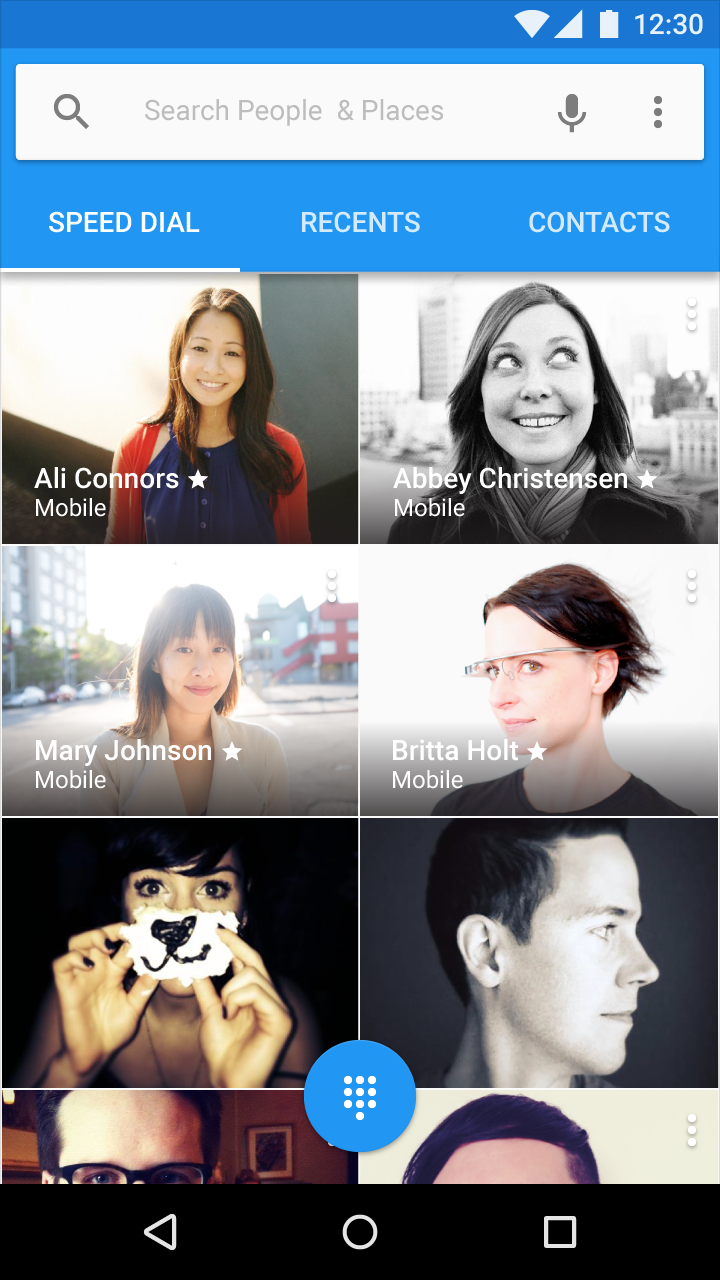 12:30
Search People & Places
SPEED DIAL RECENTS CONTACTS
Ali Connors
Mobile
Abbey Christensen
Mobile
Mary Johnson
Mobile
Britta Holt
Mobile